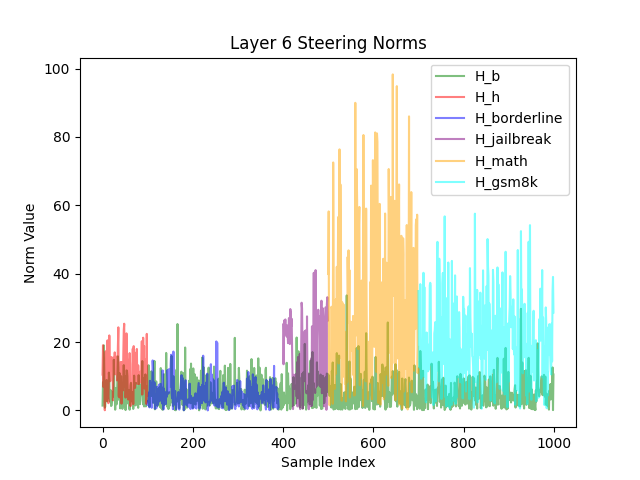 Layer 6 Steering Norms
Norm Value
100
80
60
40
20
0
0 200 400 600 800 1000
Sample Index
H_b
H_h
H_borderline
H_jailbreak
H_math
H_gsm8k